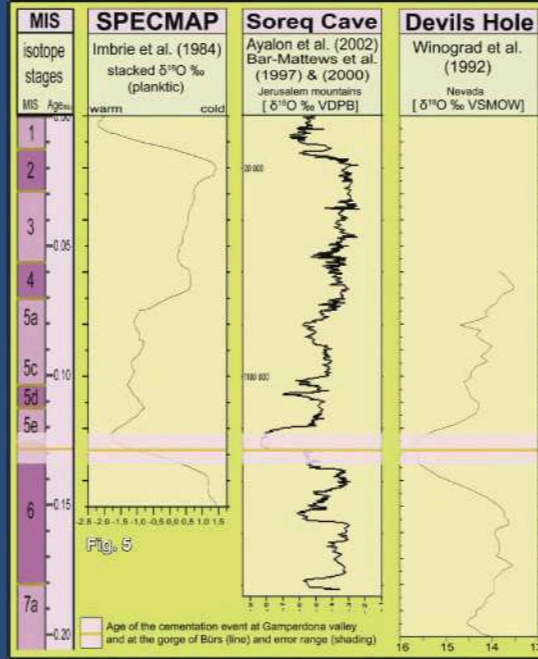 MIS
isotope
stages
MIS Age
SPECMAP
Imbrie et al. (1984)
stacked δ¹⁸O ‰
(planktic)
warm cold
Soreq Cave
Ayalon et al. (2002)
Bar-Mattews et al.
(1997) & (2000)
Jerusalem mountains
[ δ¹⁸O ‰ VDPB]
Devils Hole
Winograd et al.
(1992)
Nevada
[ δ¹⁸O ‰ VSMOW]
1
2
3
4
5a
5c
5d
5e
6
7a
0.05
0.10
0.15
0.20
20 000
-2.5 -2.0 -1,5 -1,0 -0,5 0,0 0,5 1,0 1.5
Fig. 5
Age of the cementation event at Gamperdona valley
and at the gorge of Bürs (line) and error range (shading)
16 15 14 13